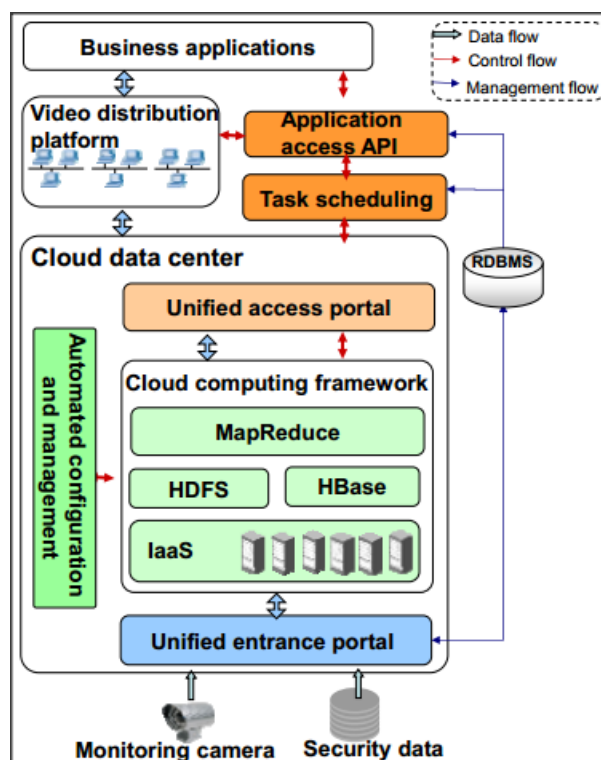 Business applications
Data flow
Control flow
Management flow
Video distribution
platform
Application
access API
Task scheduling
Cloud data center
RDBMS
Unified access portal
Automated configuration
and management
Cloud computing framework
MapReduce
HDFS
HBase
IaaS
Unified entrance portal
Monitoring camera
Security data